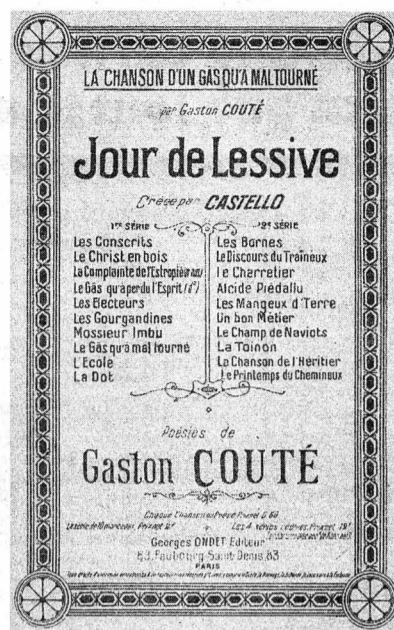 LA CHANSON D'UN GÂS QU'A MAL TOURNÉ
par Gaston COUTÉ
Jour de Lessive
Créée par CASTELLO
1re SÉRIE
Les Conscrits
Le Christ en bois
La Complainte de l'Estropié
Le Gâs qu'a perdu l'Esprit
Les Becteurs
Les Gourgandines
Mossieur Imbu
Le Gâs qu'a mal tourné
L'Ecole
La Dot
2e SÉRIE
Les Bornes
Le Discours du Traîneux
le Charretier
Alcide Piédallu
Les Mangeux d'Terre
Un bon Métier
Le Champ de Naviots
La Toinon
La Chanson de l'Héritier
Le Printemps du Chemineux
Poésies de
Gaston COUTÉ
Georges ONDET Editeur
83, Faubourg Saint Denis, 83
PARIS